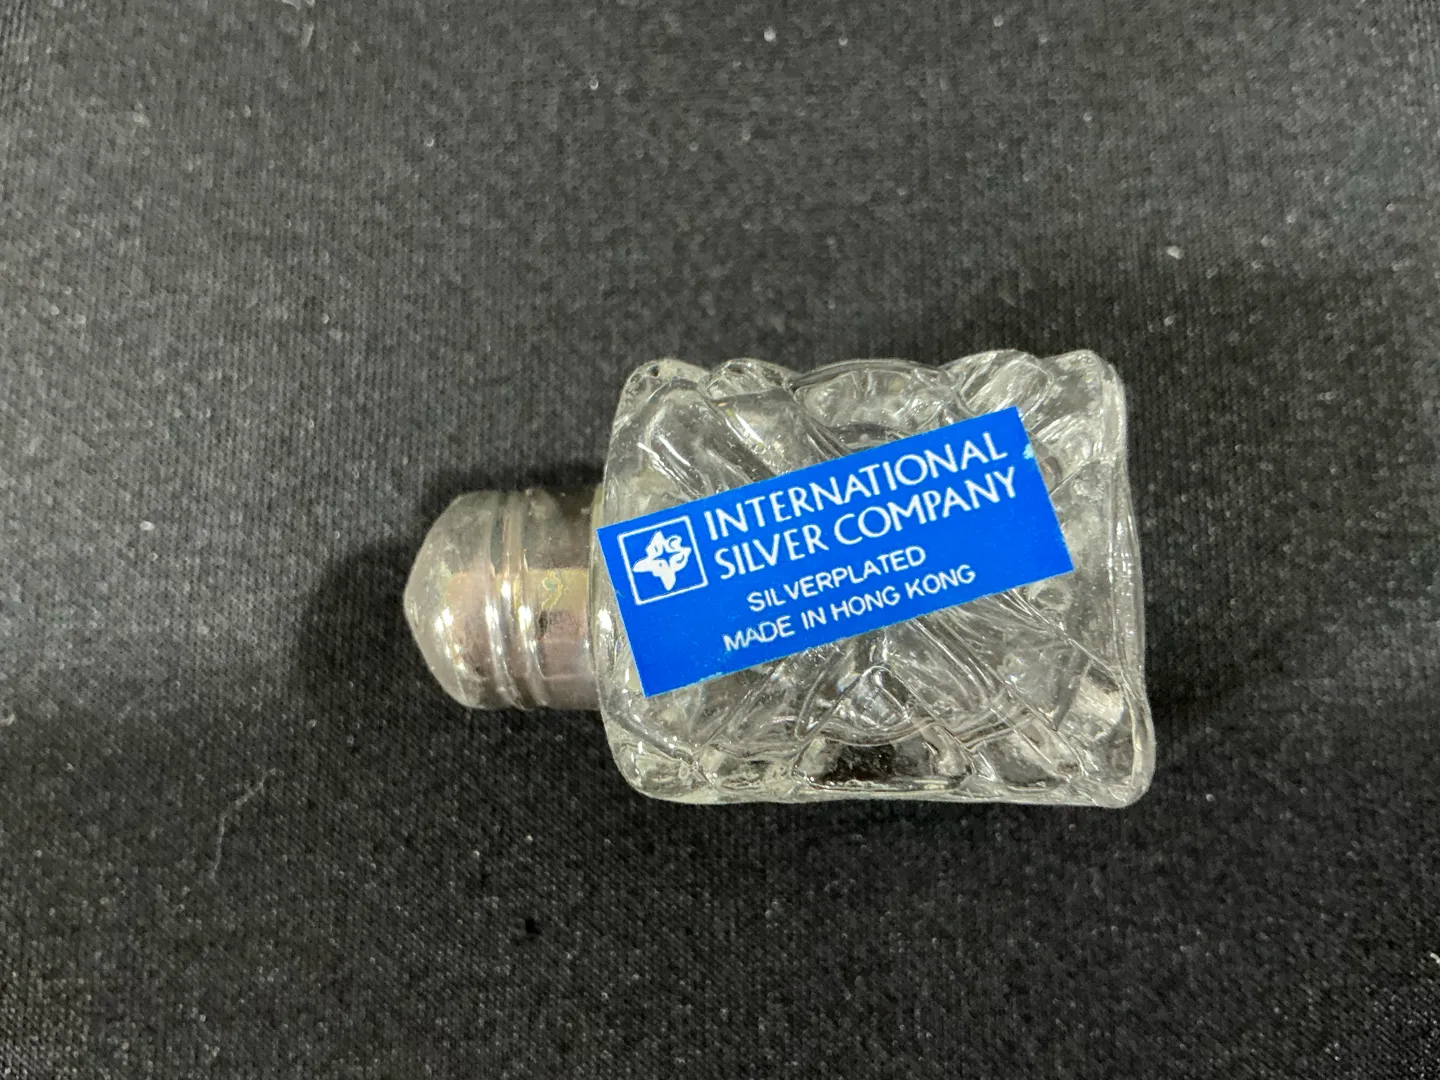 INTERNATIONAL
SILVER COMPANY
SILVERPLATED
MADE IN HONG KONG